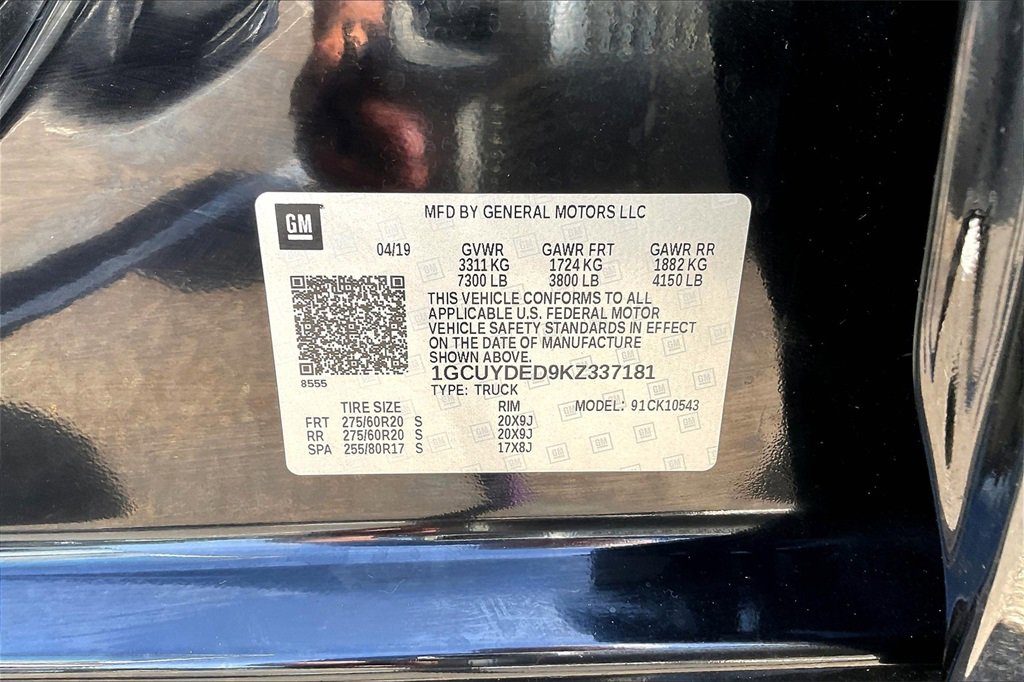 GM
MFD BY GENERAL MOTORS LLC
04/19 GVWR GAWR FRT GAWR RR
3311 KG 1724 KG 1882 KG
7300 LB 3800 LB 4150 LB
THIS VEHICLE CONFORMS TO ALL
APPLICABLE U.S. FEDERAL MOTOR
VEHICLE SAFETY STANDARDS IN EFFECT
ON THE DATE OF MANUFACTURE
SHOWN ABOVE.
8555
1GCUYDED9KZ337181
TYPE: TRUCK
TIRE SIZE RIM MODEL: 91CK10543
FRT 275/60R20 S 20X9J
RR 275/60R20 S 20X9J
SPA 255/80R17 S 17X8J